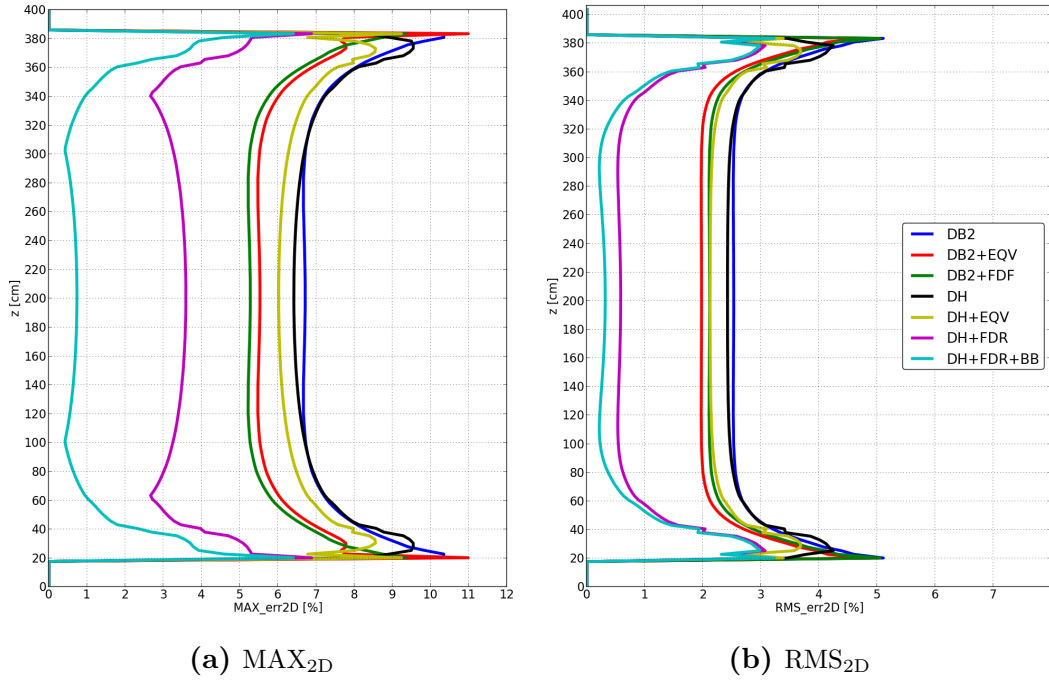 400
380
360
340
320
300
280
260
240
220
200
180
160
140
120
100
80
60
40
20
0
z [cm]
0 1 2 3 4 5 6 7 8 9 10 11 12
MAX_err2D [%]
400
380
360
340
320
300
280
260
240
220
200
180
160
140
120
100
80
60
40
20
0
z [cm]
DB2
DB2+EQV
DB2+FDF
DH
DH+EQV
DH+FDR
DH+FDR+BB
0 1 2 3 4 5 6 7
RMS_err2D [%]
(a) MAX2D
(b) RMS2D